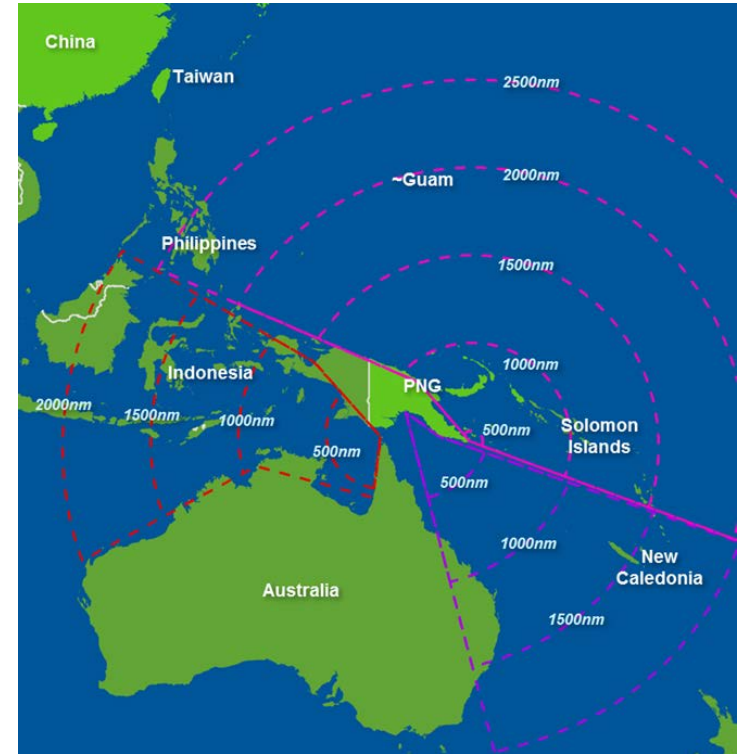 China
Taiwan
2500nm
~Guam
2000nm
Philippines
1500nm
1000nm
Indonesia
PNG
2000nm
1500nm
1000nm
500nm
500nm
Solomon
Islands
500nm
1000nm
New
Caledonia
Australia
1500nm